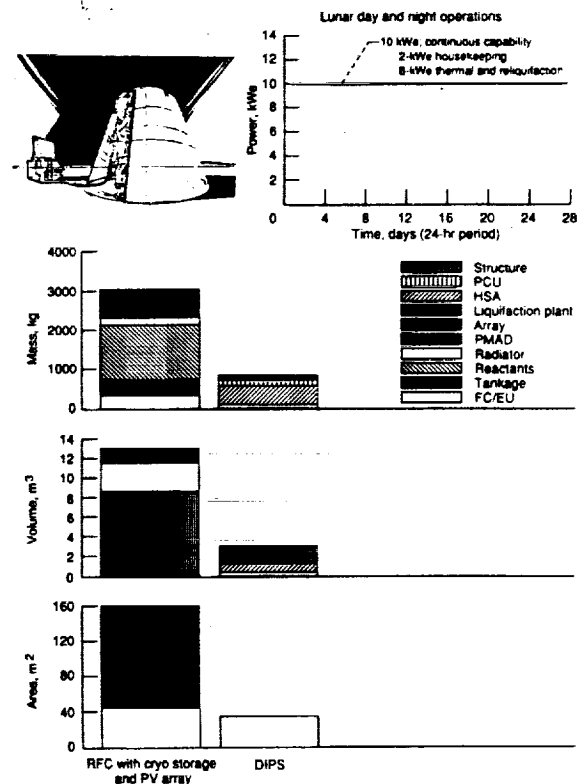 Lunar day and night operations
14
12
10
8
6
4
2
0
Power, kWe
10 kWe; continuous capability
2-kWe housekeeping
8-kWe thermal and reliquifaction
4 8 12 16 20 24 28
Time, days (24-hr period)
4000
3000
2000
1000
0
Mass, kg
Structure
PCU
HSA
Liquifaction plant
Array
PMAD
Radiator
Reactants
Tankage
FC/EU
14
12
10
8
6
4
2
0
Volume, m³
160
120
80
40
0
Area, m²
RFC with cryo storage
and PV array
DIPS